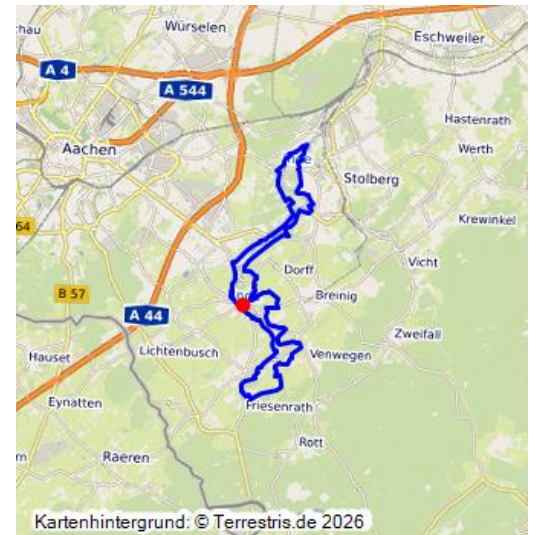 Würselen
Eschweiler
A 4
A 544
Hastenrath
Aachen
Werth
Stolberg
Krewinkel
64
Dorff
Vicht
B 57
Breinig
A 44
Zweifall
Lichtenbusch
Hauset
Venwegen
Eynatten
Friesenrath
Rott
Raeren
Kartenhintergrund: © Terrestris.de 2026